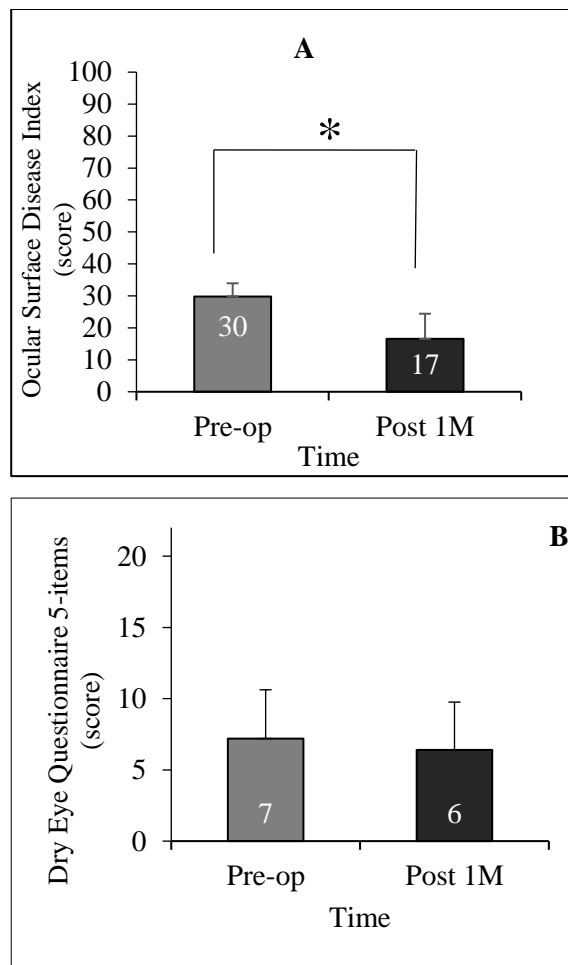 A
Ocular Surface Disease Index
(score)
100
90
80
70
60
50
40
30
20
10
0
*
30
17
Pre-op
Post 1M
Time
B
Dry Eye Questionnaire 5-items
(score)
20
15
10
5
0
7
6
Pre-op
Post 1M
Time